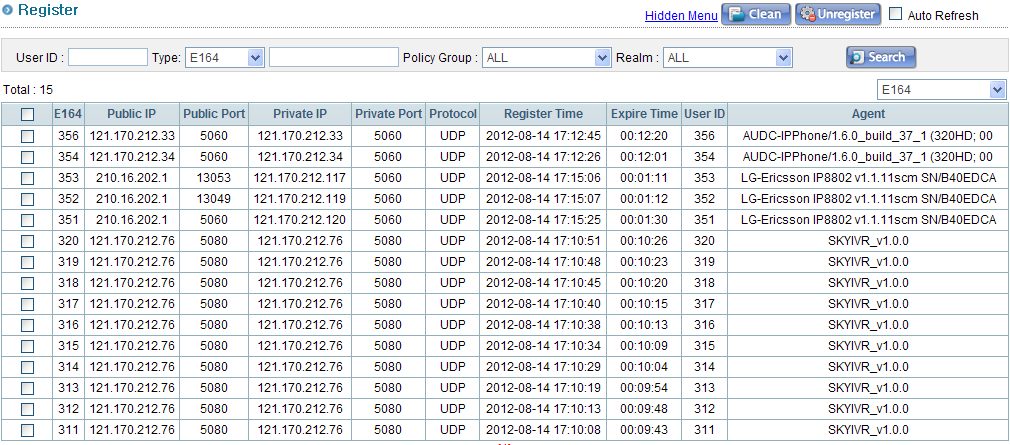 Register
Hidden Menu Clean Unregister Auto Refresh
User ID : Type: E164 Policy Group : ALL Realm : ALL Search
Total : 15 E164
E164 Public IP Public Port Private IP Private Port Protocol Register Time Expire Time User ID Agent
356 121.170.212.33 5060 121.170.212.33 5060 UDP 2012-08-14 17:12:45 00:12:20 356 AUDC-IPPhone/1.6.0_build_37_1 (320HD; 00
354 121.170.212.34 5060 121.170.212.34 5060 UDP 2012-08-14 17:12:26 00:12:01 354 AUDC-IPPhone/1.6.0_build_37_1 (320HD; 00
353 210.16.202.1 13053 121.170.212.117 5060 UDP 2012-08-14 17:15:06 00:01:11 353 LG-Ericsson IP8802 v1.1.11scm SN/B40EDCA
352 210.16.202.1 13049 121.170.212.119 5060 UDP 2012-08-14 17:15:07 00:01:12 352 LG-Ericsson IP8802 v1.1.11scm SN/B40EDCA
351 210.16.202.1 5060 121.170.212.120 5060 UDP 2012-08-14 17:15:25 00:01:30 351 LG-Ericsson IP8802 v1.1.11scm SN/B40EDCA
320 121.170.212.76 5080 121.170.212.76 5080 UDP 2012-08-14 17:10:51 00:10:26 320 SKYIVR_v1.0.0
319 121.170.212.76 5080 121.170.212.76 5080 UDP 2012-08-14 17:10:48 00:10:23 319 SKYIVR_v1.0.0
318 121.170.212.76 5080 121.170.212.76 5080 UDP 2012-08-14 17:10:45 00:10:20 318 SKYIVR_v1.0.0
317 121.170.212.76 5080 121.170.212.76 5080 UDP 2012-08-14 17:10:40 00:10:15 317 SKYIVR_v1.0.0
316 121.170.212.76 5080 121.170.212.76 5080 UDP 2012-08-14 17:10:38 00:10:13 316 SKYIVR_v1.0.0
315 121.170.212.76 5080 121.170.212.76 5080 UDP 2012-08-14 17:10:34 00:10:09 315 SKYIVR_v1.0.0
314 121.170.212.76 5080 121.170.212.76 5080 UDP 2012-08-14 17:10:29 00:10:04 314 SKYIVR_v1.0.0
313 121.170.212.76 5080 121.170.212.76 5080 UDP 2012-08-14 17:10:19 00:09:54 313 SKYIVR_v1.0.0
312 121.170.212.76 5080 121.170.212.76 5080 UDP 2012-08-14 17:10:13 00:09:48 312 SKYIVR_v1.0.0
311 121.170.212.76 5080 121.170.212.76 5080 UDP 2012-08-14 17:10:08 00:09:43 311 SKYIVR_v1.0.0